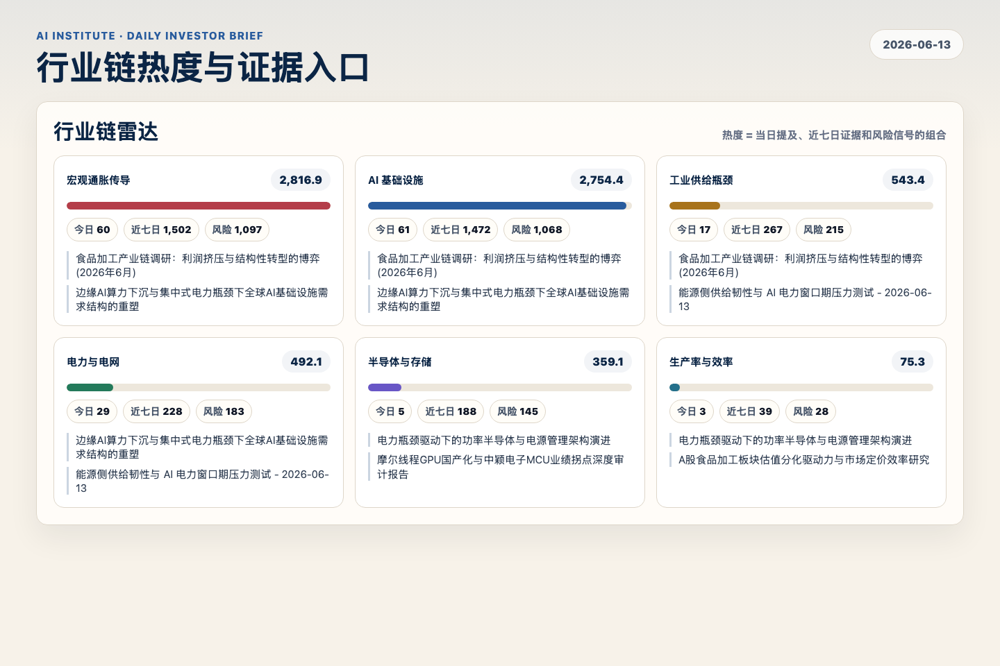 AI INSTITUTE · DAILY INVESTOR BRIEF
行业链热度与证据入口
2026-06-13
行业链雷达
热度 = 当日提及、近七日证据和风险信号的组合
宏观通胀传导
2,816.9
今日 60
近七日 1,502
风险 1,097
食品加工产业链调研：利润挤压与结构性转型的博弈
(2026年6月)
边缘AI算力下沉与集中式电力瓶颈下全球AI基础设施需
求结构的重塑
AI 基础设施
2,754.4
今日 61
近七日 1,472
风险 1,068
食品加工产业链调研：利润挤压与结构性转型的博弈
(2026年6月)
边缘AI算力下沉与集中式电力瓶颈下全球AI基础设施需
求结构的重塑
工业供给瓶颈
543.4
今日 17
近七日 267
风险 215
食品加工产业链调研：利润挤压与结构性转型的博弈
(2026年6月)
能源侧供给韧性与 AI 电力窗口期压力测试 - 2026-06-
13
电力与电网
492.1
今日 29
近七日 228
风险 183
边缘AI算力下沉与集中式电力瓶颈下全球AI基础设施需
求结构的重塑
能源侧供给韧性与 AI 电力窗口期压力测试 - 2026-06-
13
半导体与存储
359.1
今日 5
近七日 188
风险 145
电力瓶颈驱动下的功率半导体与电源管理架构演进
摩尔线程GPU国产化与中颖电子MCU业绩拐点深度审
计报告
生产率与效率
75.3
今日 3
近七日 39
风险 28
电力瓶颈驱动下的功率半导体与电源管理架构演进
A股食品加工板块估值分化驱动力与市场定价效率研究